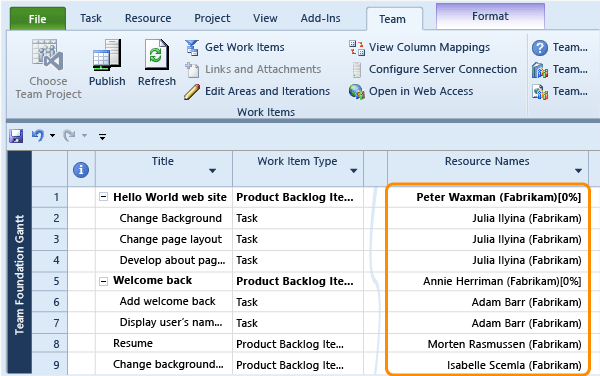 File Task Resource Project View Add-Ins Team Format
Choose Team Project
Publish
Refresh
Get Work Items
Links and Attachments
Edit Areas and Iterations
View Column Mappings
Configure Server Connection
Open in Web Access
Team...
Team...
Team...
Work Items
Title Work Item Type Resource Names
1 Hello World web site Product Backlog Ite... Peter Waxman (Fabrikam)[0%]
2 Change Background Task Julia Ilyina (Fabrikam)
3 Change page layout Task Julia Ilyina (Fabrikam)
4 Develop about pag... Task Julia Ilyina (Fabrikam)
5 Welcome back Product Backlog Ite... Annie Herriman (Fabrikam)[0%]
6 Add welcome back Task Adam Barr (Fabrikam)
7 Display user's nam... Task Adam Barr (Fabrikam)
8 Resume Product Backlog Ite... Morten Rasmussen (Fabrikam)
9 Change background... Product Backlog Ite... Isabelle Scemla (Fabrikam)
Team Foundation Gantt